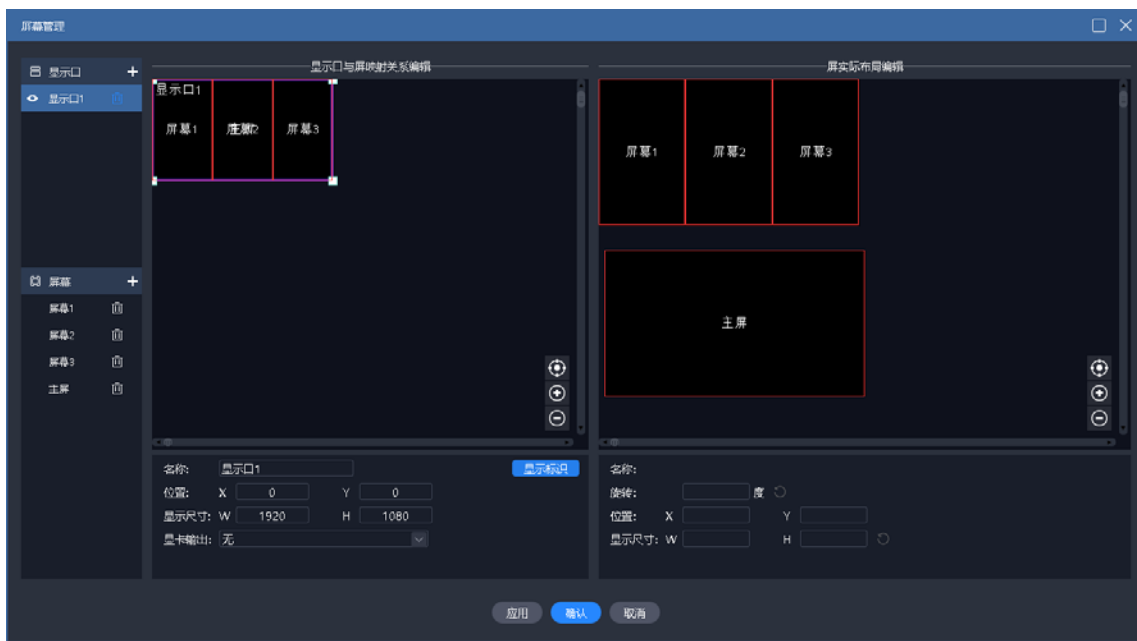 屏幕管理
显示口
显示口1
屏幕
屏幕1
屏幕2
屏幕3
主屏
显示口与屏映射关系编辑
显示口1
屏幕1
屏幕3
名称: 显示口1 显示标识
位置: X 0 Y 0
显示尺寸: W 1920 H 1080
显卡输出: 无
屏实际布局编辑
屏幕1 屏幕2 屏幕3
主屏
名称:
旋转: 度
位置: X Y
显示尺寸: W H
应用 确认 取消